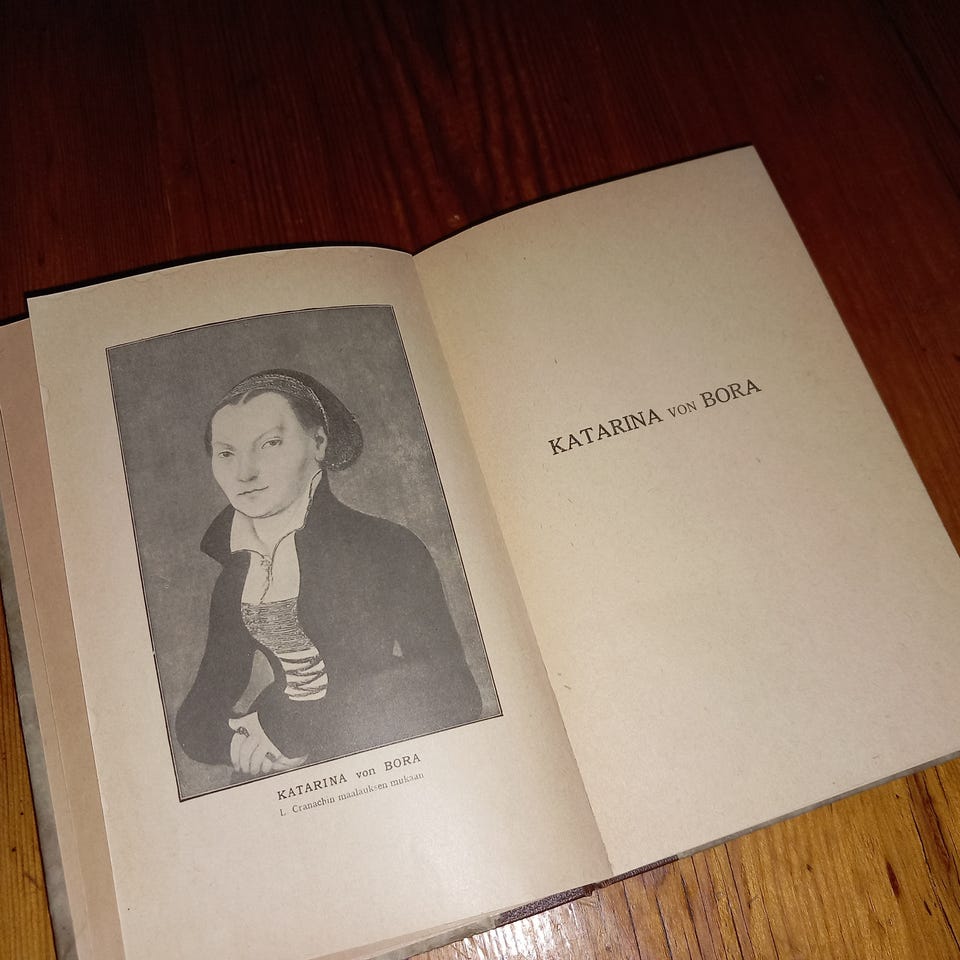 KATARINA von BORA
L. Cranachin maalauksen mukaan
KATARINA VON BORA